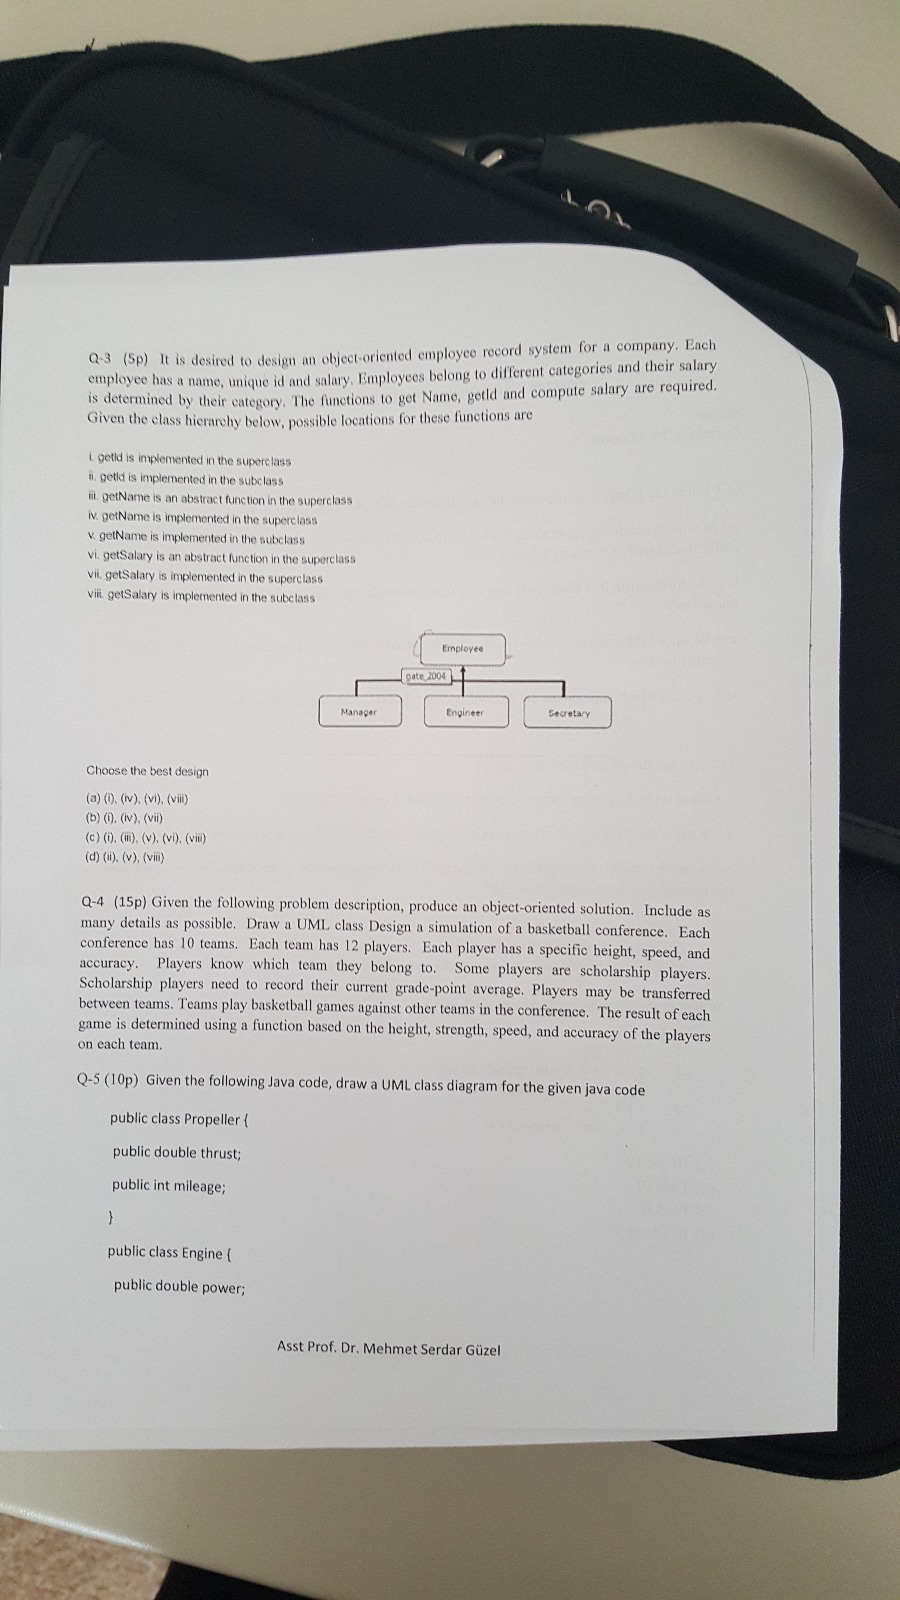 Q-3 (5p) It is desired to design an object-oriented employee record system for a company. Each
employee has a name, unique id and salary. Employees belong to different categories and their salary
is determined by their category. The functions to get Name, getId and compute salary are required.
Given the class hierarchy below, possible locations for these functions are
i. getId is implemented in the superclass
ii. getId is implemented in the subclass
iii. getName is an abstract function in the superclass
iv. getName is implemented in the superclass
v. getName is implemented in the subclass
vi. getSalary is an abstract function in the superclass
vii. getSalary is implemented in the superclass
viii. getSalary is implemented in the subclass
Employee
gate_2004
Manager Engineer Secretary
Choose the best design
(a) (i), (iv), (vi), (viii)
(b) (i), (iv), (vii)
(c) (i), (iii), (v), (vi), (viii)
(d) (ii), (v), (viii)
Q-4 (15p) Given the following problem description, produce an object-oriented solution. Include as
many details as possible. Draw a UML class Design a simulation of a basketball conference. Each
conference has 10 teams. Each team has 12 players. Each player has a specific height, speed, and
accuracy. Players know which team they belong to. Some players are scholarship players.
Scholarship players need to record their current grade-point average. Players may be transferred
between teams. Teams play basketball games against other teams in the conference. The result of each
game is determined using a function based on the height, strength, speed, and accuracy of the players
on each team.
Q-5 (10p) Given the following Java code, draw a UML class diagram for the given java code
public class Propeller {
public double thrust;
public int mileage;
}
public class Engine {
public double power;
Asst Prof. Dr. Mehmet Serdar Güzel